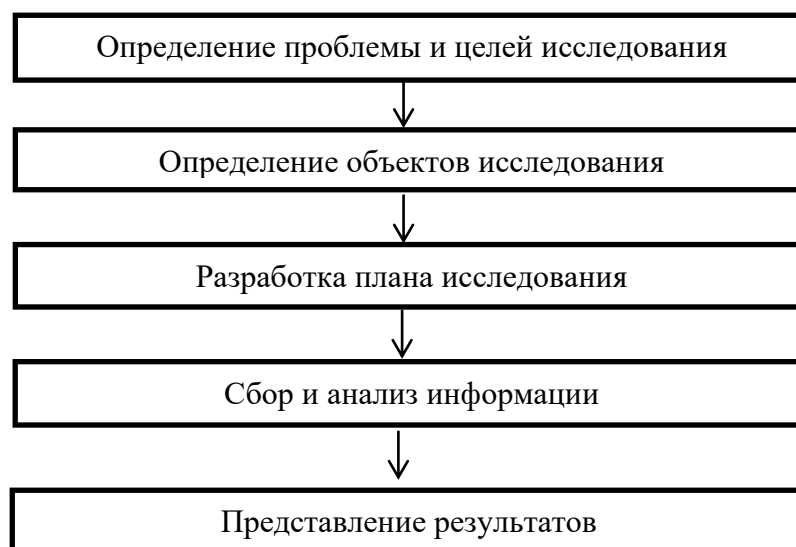 Определение проблемы и целей исследования
Определение объектов исследования
Разработка плана исследования
Сбор и анализ информации
Представление результатов